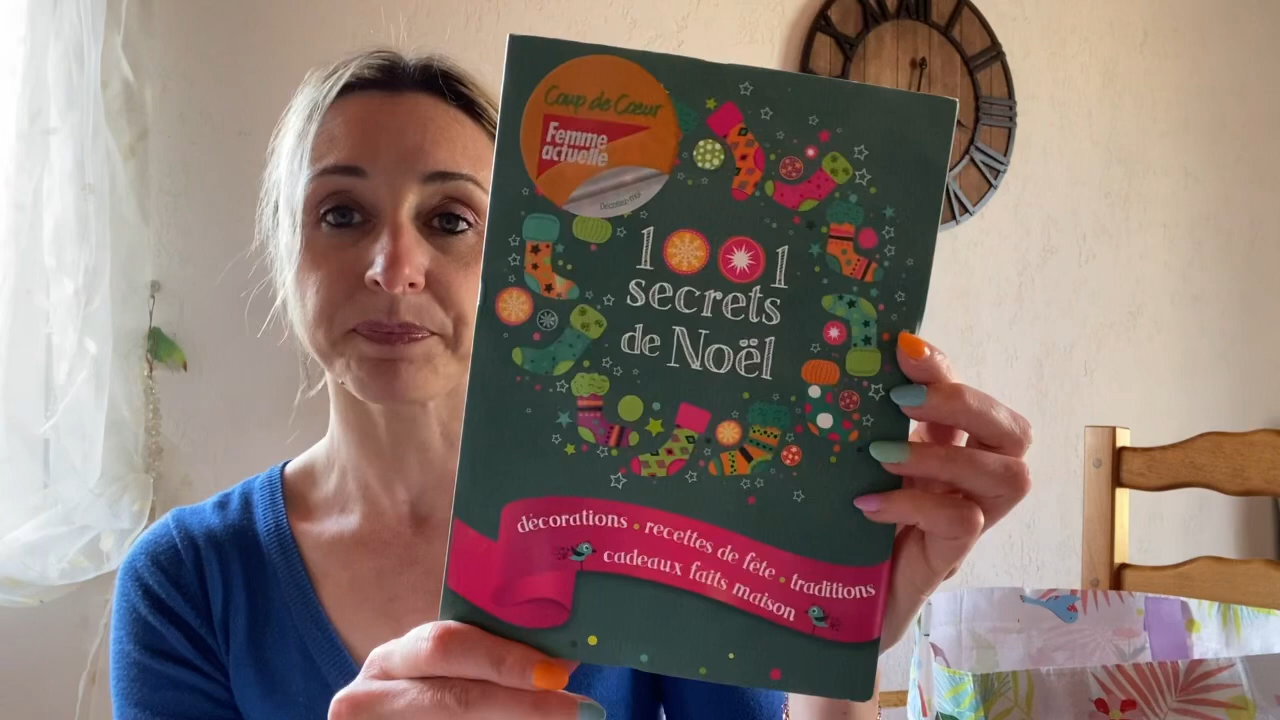 Coup de Cœur
Femme
actuelle
1001
secrets
de Noël
décorations • recettes de fête • traditions
cadeaux faits maison